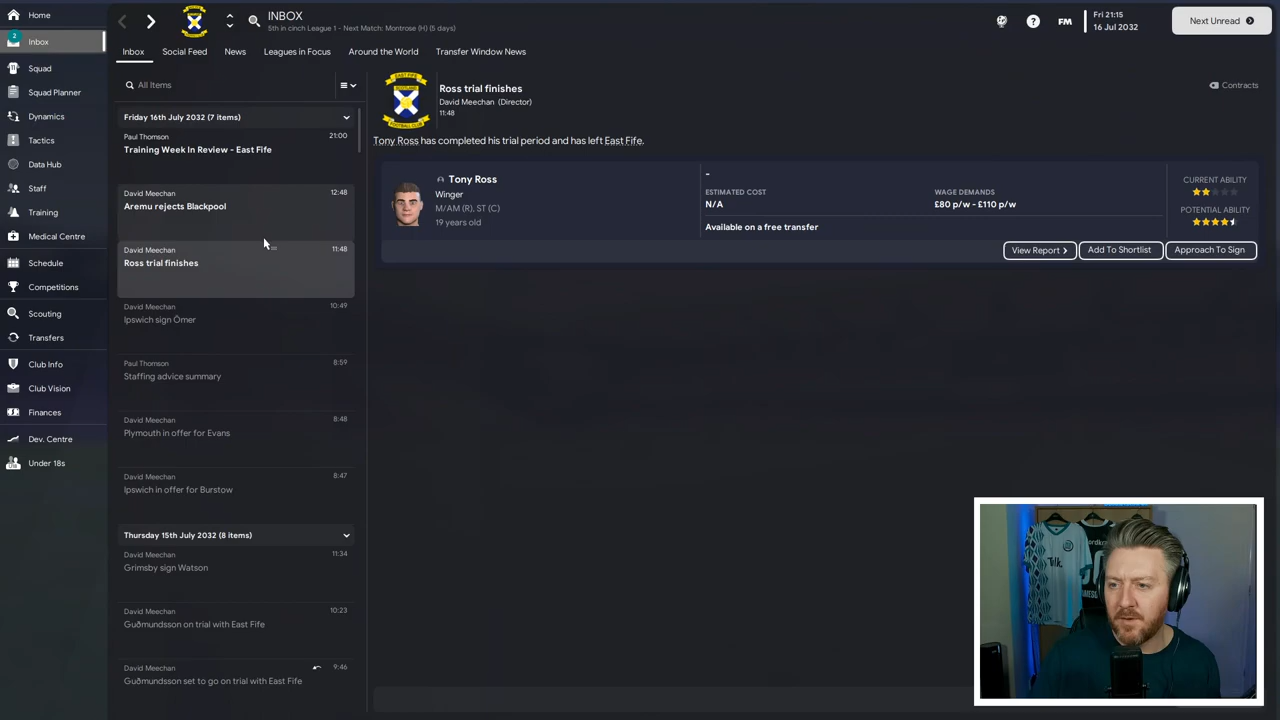 Home
2
Inbox
Squad
Squad Planner
Dynamics
Tactics
Data Hub
Staff
Training
Medical Centre
Schedule
Competitions
Scouting
Transfers
Club Info
Club Vision
Finances
Dev. Centre
U18
Under 18s
INBOX
5th in cinch League 1 - Next Match: Montrose (H) (5 days)
FM
Fri 21:15
16 Jul 2032
Next Unread
Inbox
Social Feed
News
Leagues in Focus
Around the World
Transfer Window News
All Items
Friday 16th July 2032 (7 items)
Paul Thomson 21:00
Training Week In Review - East Fife
David Meechan 12:48
Aremu rejects Blackpool
David Meechan 11:48
Ross trial finishes
David Meechan 10:49
Ipswich sign Ömer
Paul Thomson 8:59
Staffing advice summary
David Meechan 8:48
Plymouth in offer for Evans
David Meechan 8:47
Ipswich in offer for Burstow
Thursday 15th July 2032 (8 items)
David Meechan 11:34
Grimsby sign Watson
David Meechan 10:23
Guðmundsson on trial with East Fife
David Meechan 9:46
Guðmundsson set to go on trial with East Fife
EAST FIFE
SCOTLAND
FOOTBALL CLUB
Ross trial finishes
David Meechan (Director)
11:48
Contracts
Tony Ross has completed his trial period and has left East Fife.
Tony Ross
Winger
M/AM (R), ST (C)
19 years old
-
ESTIMATED COST
N/A
WAGE DEMANDS
£80 p/w - £110 p/w
Available on a free transfer
CURRENT ABILITY
POTENTIAL ABILITY
View Report
Add To Shortlist
Approach To Sign
Talk.